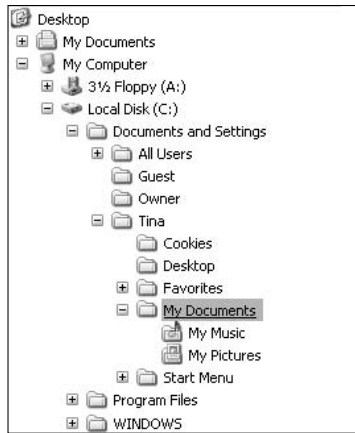 Desktop
My Documents
My Computer
3½ Floppy (A:)
Local Disk (C:)
Documents and Settings
All Users
Guest
Owner
Tina
Cookies
Desktop
Favorites
My Documents
My Music
My Pictures
Start Menu
Program Files
WINDOWS